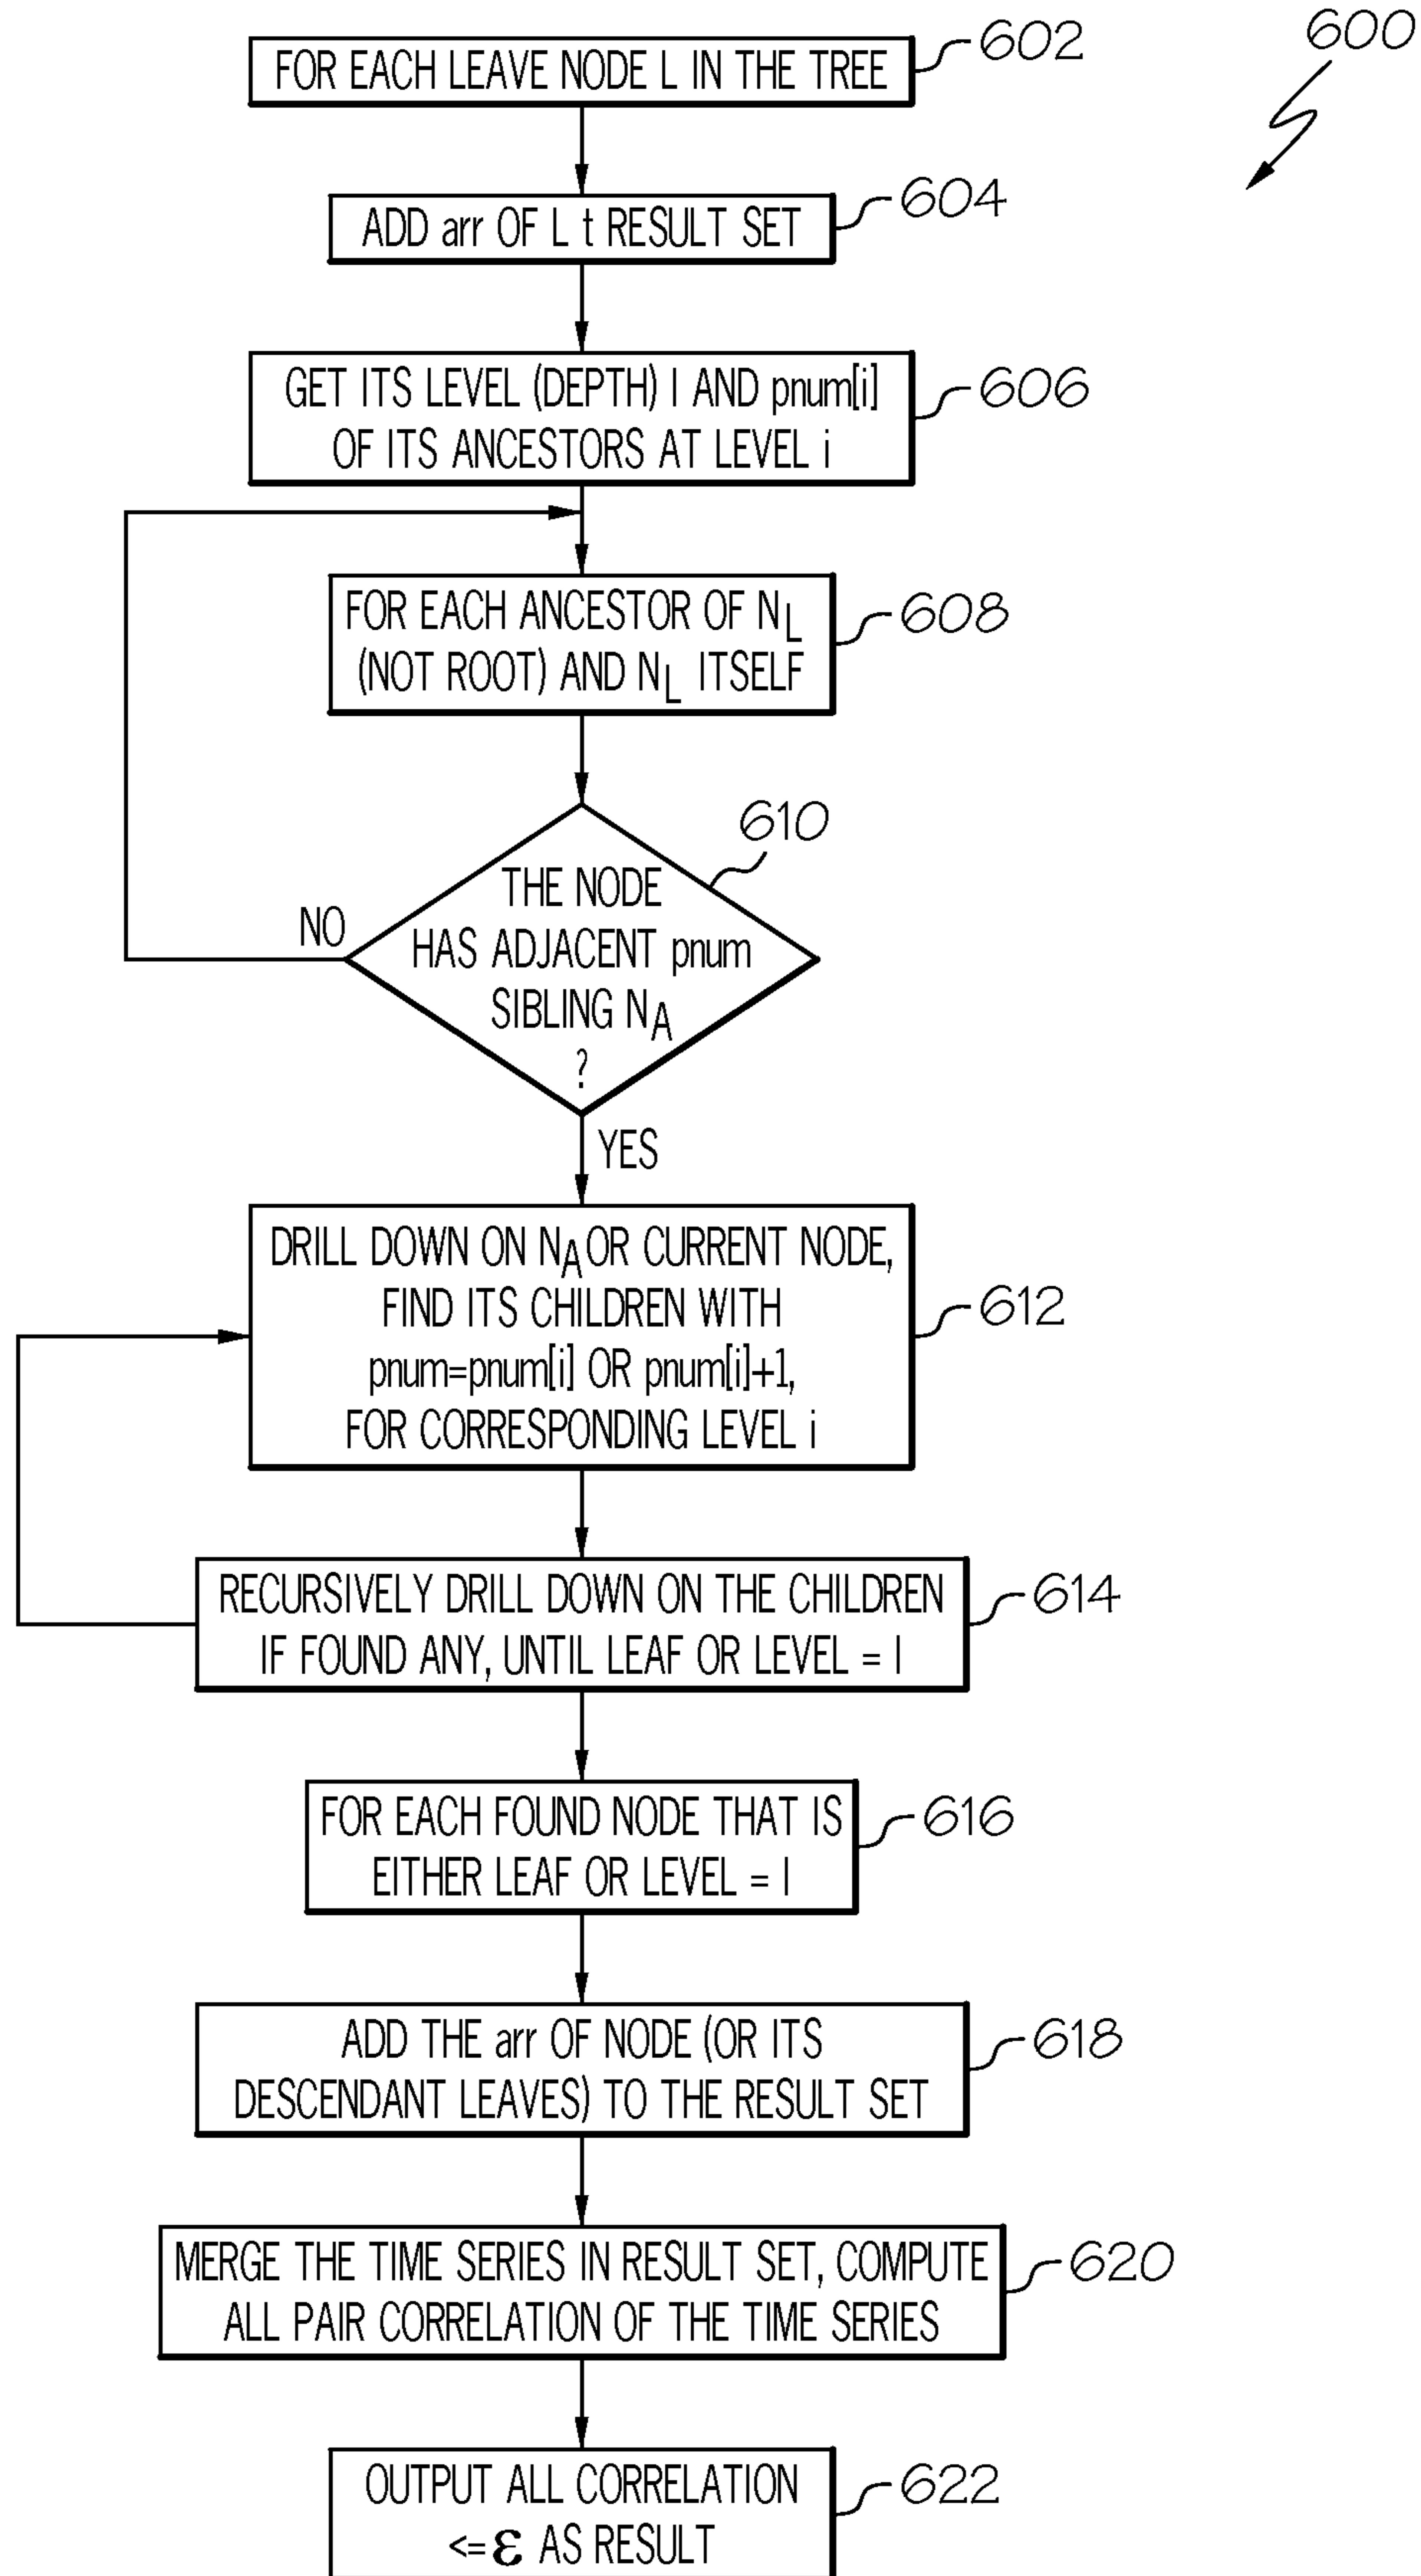 600
FOR EACH LEAVE NODE L IN THE TREE
602
ADD arr OF L t RESULT SET
604
GET ITS LEVEL (DEPTH) l AND pnum[i]
OF ITS ANCESTORS AT LEVEL i
606
FOR EACH ANCESTOR OF NL
(NOT ROOT) AND NL ITSELF
608
610
THE NODE
HAS ADJACENT pnum
SIBLING NA
?
NO
YES
DRILL DOWN ON NA OR CURRENT NODE,
FIND ITS CHILDREN WITH
pnum=pnum[i] OR pnum[i]+1,
FOR CORRESPONDING LEVEL i
612
RECURSIVELY DRILL DOWN ON THE CHILDREN
IF FOUND ANY, UNTIL LEAF OR LEVEL = l
614
FOR EACH FOUND NODE THAT IS
EITHER LEAF OR LEVEL = l
616
ADD THE arr OF NODE (OR ITS
DESCENDANT LEAVES) TO THE RESULT SET
618
MERGE THE TIME SERIES IN RESULT SET, COMPUTE
ALL PAIR CORRELATION OF THE TIME SERIES
620
OUTPUT ALL CORRELATION
<=ε AS RESULT
622